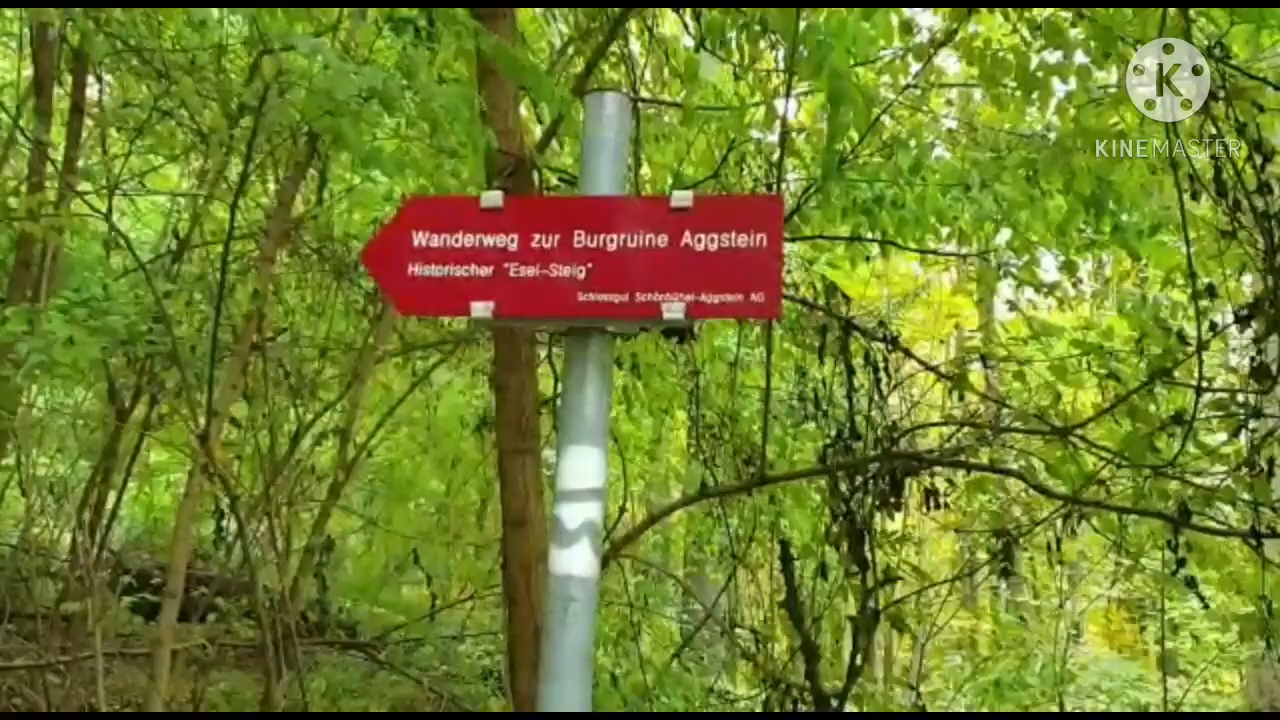 K
KINEMASTER
Wanderweg zur Burgruine Aggstein
Historischer "Esel-Steig"
Schlossgut Schönbühel-Aggstein AG